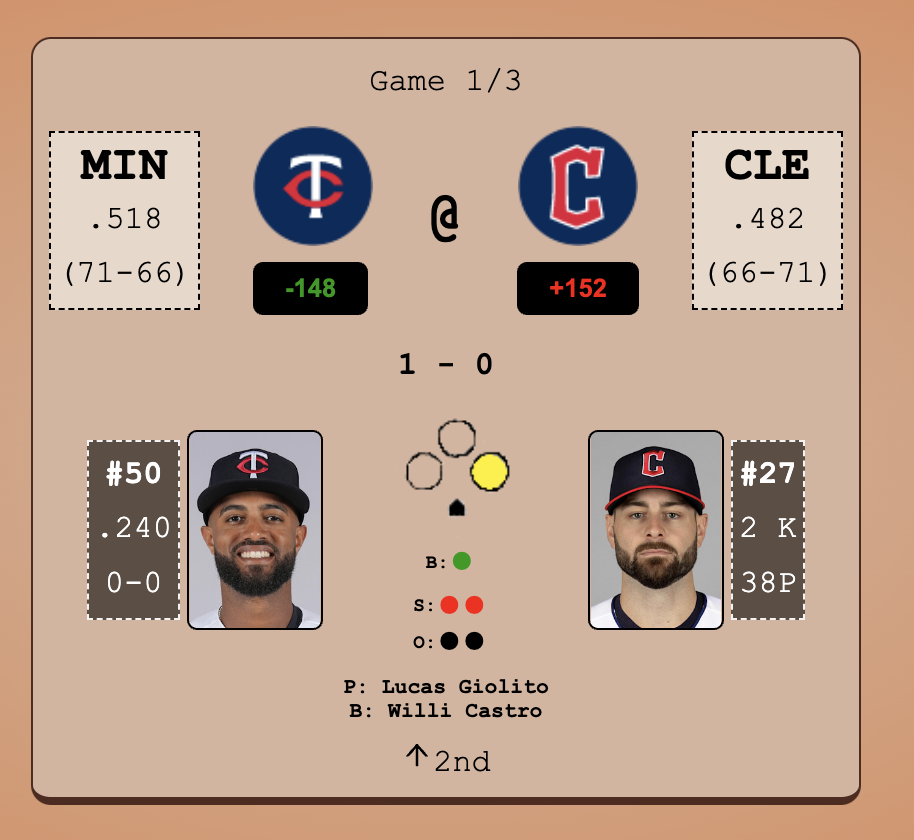 Game 1/3
MIN
.518
(71-66)
-148
@
CLE
.482
(66-71)
+152
1 - 0
#50
.240
0-0
#27
2 K
38P
B:
S:
O:
P: Lucas Giolito
B: Willi Castro
↑2nd